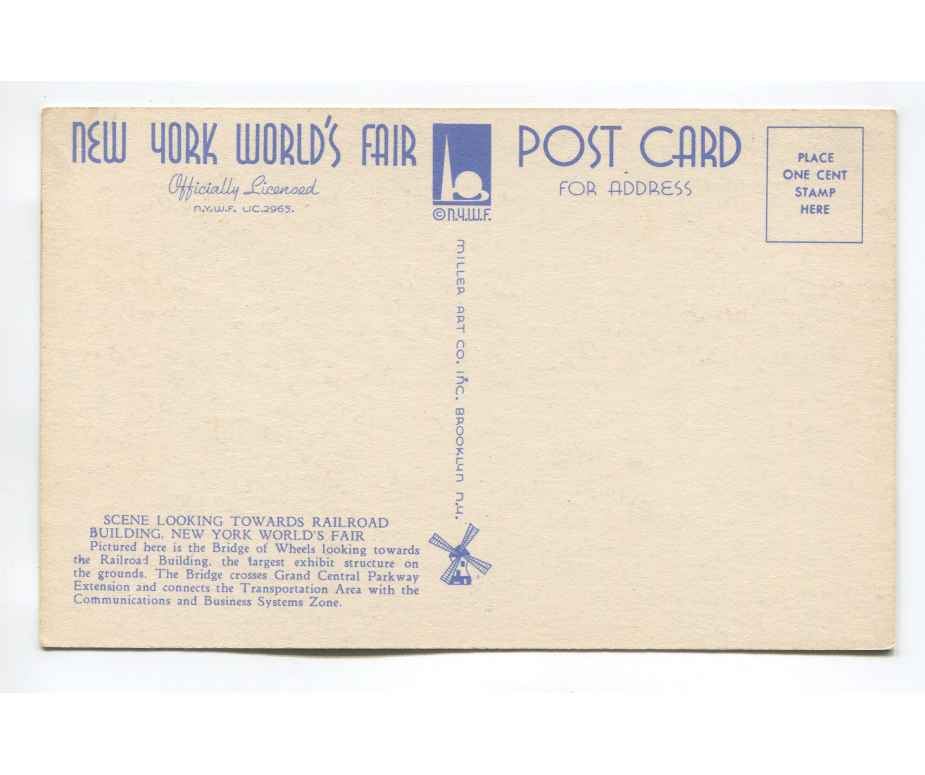 NEW YORK WORLD'S FAIR
Officially Licensed
N.Y.W.F. LIC.2965.
© N.Y.W.F.
POST CARD
FOR ADDRESS
PLACE
ONE CENT
STAMP
HERE
MILLER ART CO. INC. BROOKLYN N.Y.
SCENE LOOKING TOWARDS RAILROAD
BUILDING, NEW YORK WORLD'S FAIR
Pictured here is the Bridge of Wheels looking towards
the Railroad Building, the largest exhibit structure on
the grounds. The Bridge crosses Grand Central Parkway
Extension and connects the Transportation Area with the
Communications and Business Systems Zone.